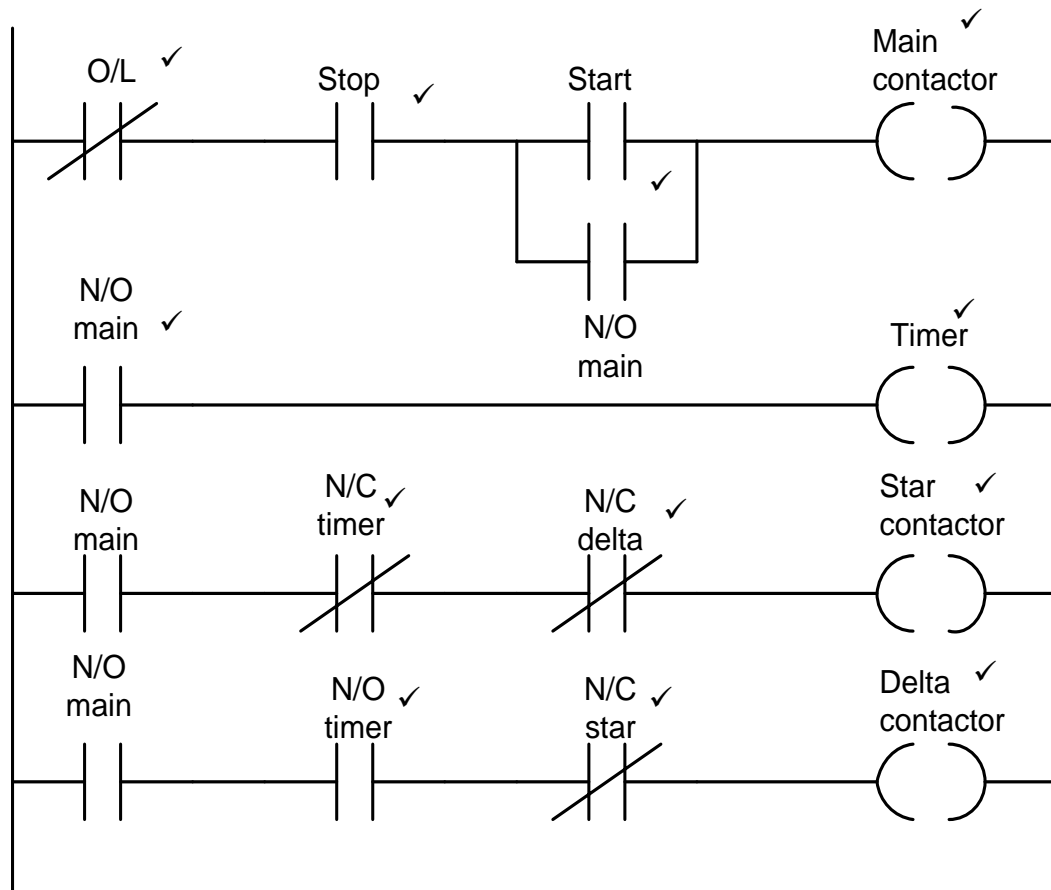 O/L
Stop
Start
Main
contactor
N/O
main
N/O
main
Timer
N/O
main
N/C
timer
N/C
delta
Star
contactor
N/O
main
N/O
timer
N/C
star
Delta
contactor